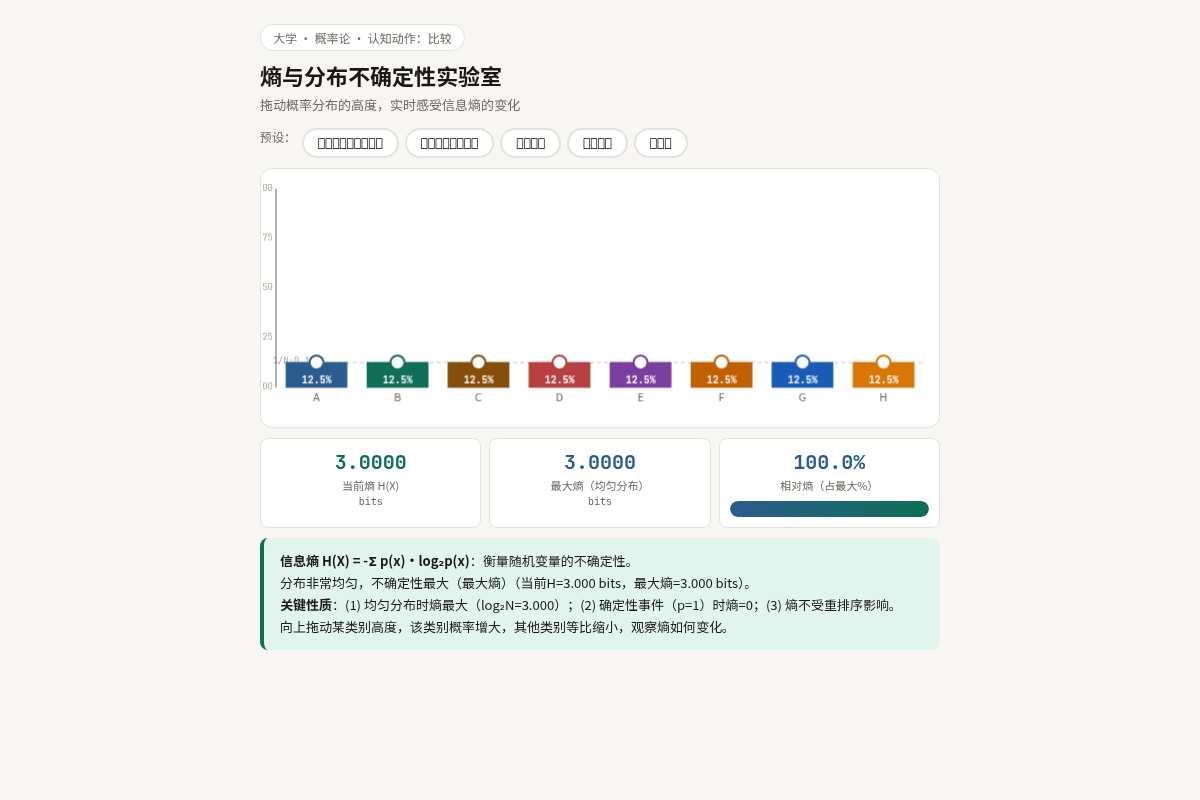 大学 · 概率论 · 认知动作：比较
熵与分布不确定性实验室
拖动概率分布的高度，实时感受信息熵的变化
预设：
00
75
50
25
00
12.5% 12.5% 12.5% 12.5% 12.5% 12.5% 12.5% 12.5%
A B C D E F G H
3.0000
当前熵 H(X)
bits
3.0000
最大熵（均匀分布）
bits
100.0%
相对熵（占最大%）
信息熵 H(X) = -Σ p(x)·log₂p(x)：衡量随机变量的不确定性。
分布非常均匀，不确定性最大（最大熵）（当前H=3.000 bits，最大熵=3.000 bits）。
关键性质：(1) 均匀分布时熵最大（log₂N=3.000）；(2) 确定性事件（p=1）时熵=0；(3) 熵不受重排序影响。
向上拖动某类别高度，该类别概率增大，其他类别等比缩小，观察熵如何变化。